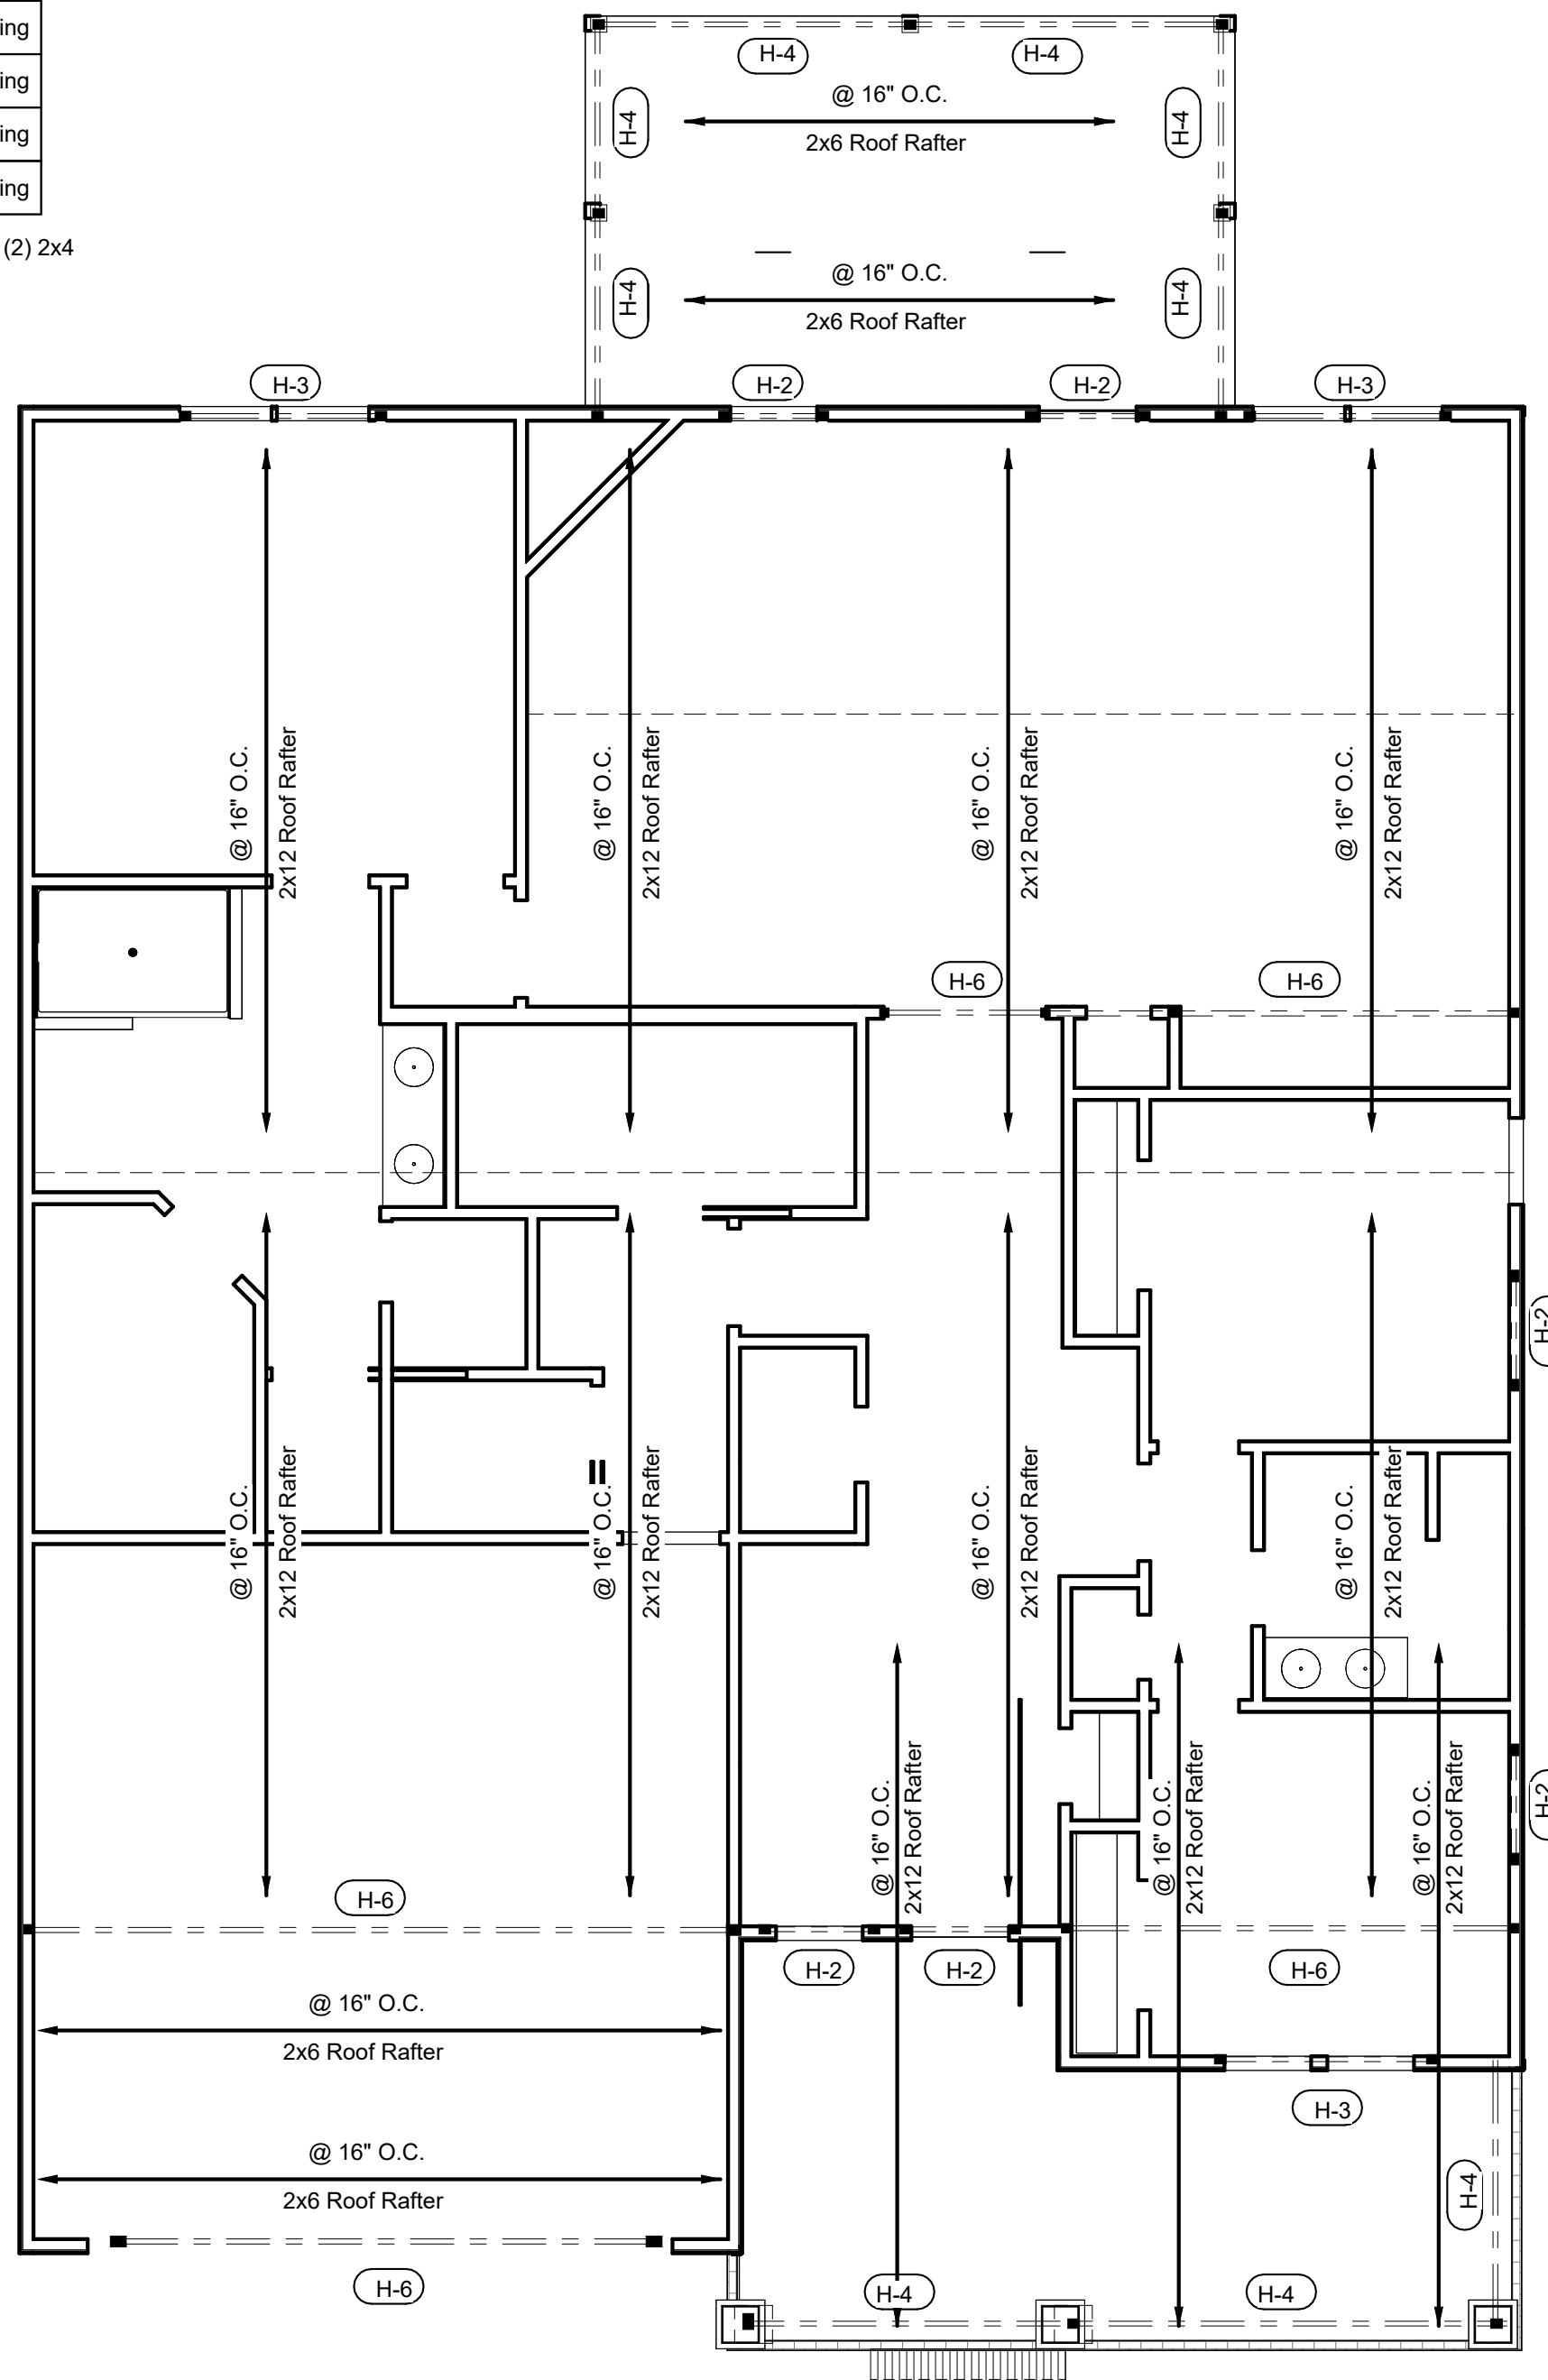 ing
ing
ing
ing
(2) 2x4
H-4
H-4
@ 16" O.C.
2x6 Roof Rafter
H-4
H-4
@ 16" O.C.
2x6 Roof Rafter
H-4
H-4
H-3
H-2
H-2
H-3
@ 16" O.C.
2x12 Roof Rafter
@ 16" O.C.
2x12 Roof Rafter
@ 16" O.C.
2x12 Roof Rafter
@ 16" O.C.
2x12 Roof Rafter
H-6
H-6
H-2
@ 16" O.C.
2x12 Roof Rafter
@ 16" O.C.
2x12 Roof Rafter
@ 16" O.C.
2x12 Roof Rafter
@ 16" O.C.
2x12 Roof Rafter
@ 16" O.C.
2x12 Roof Rafter
@ 16" O.C.
2x12 Roof Rafter
@ 16" O.C.
2x12 Roof Rafter
H-2
H-6
H-2
H-2
H-6
@ 16" O.C.
2x6 Roof Rafter
H-3
@ 16" O.C.
2x6 Roof Rafter
H-4
H-6
H-4
H-4